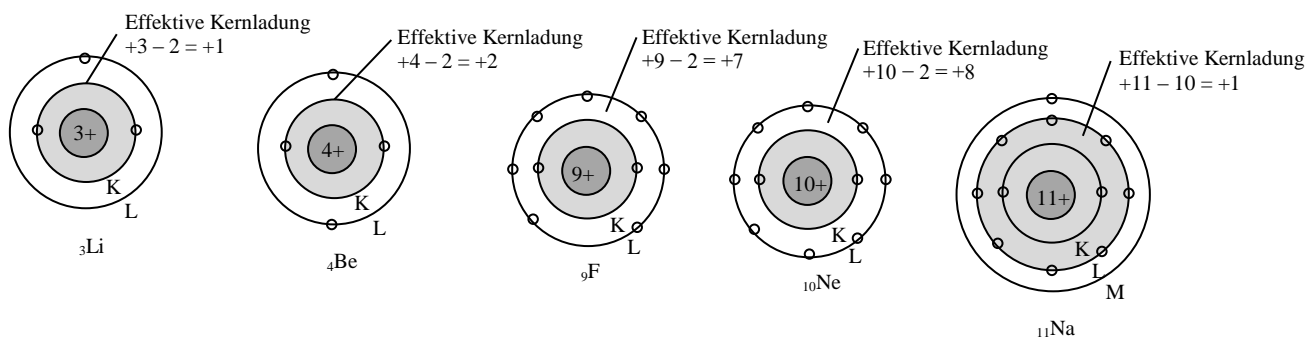 Effektive Kernladung
+3 – 2 = +1
3+
K
L
₃Li
Effektive Kernladung
+4 – 2 = +2
4+
K
L
₄Be
Effektive Kernladung
+9 – 2 = +7
9+
K
L
₉F
Effektive Kernladung
+10 – 2 = +8
10+
K
L
₁₀Ne
Effektive Kernladung
+11 – 10 = +1
11+
K
L
M
₁₁Na